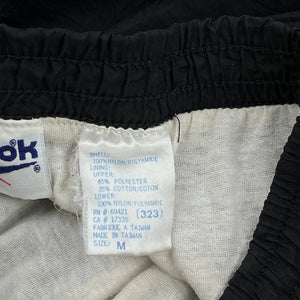 ok
SHELL:
100%NYLON/POLYAMIDE
LINING:
UPPER:
65% POLYESTER
35% COTTON/COTON
LOWER:
100%NYLON/POLYAMIDE
RN # 69421 (323)
CA # 17335
FABRIQUE A TAIWAN
MADE IN TAIWAN
SIZE: M